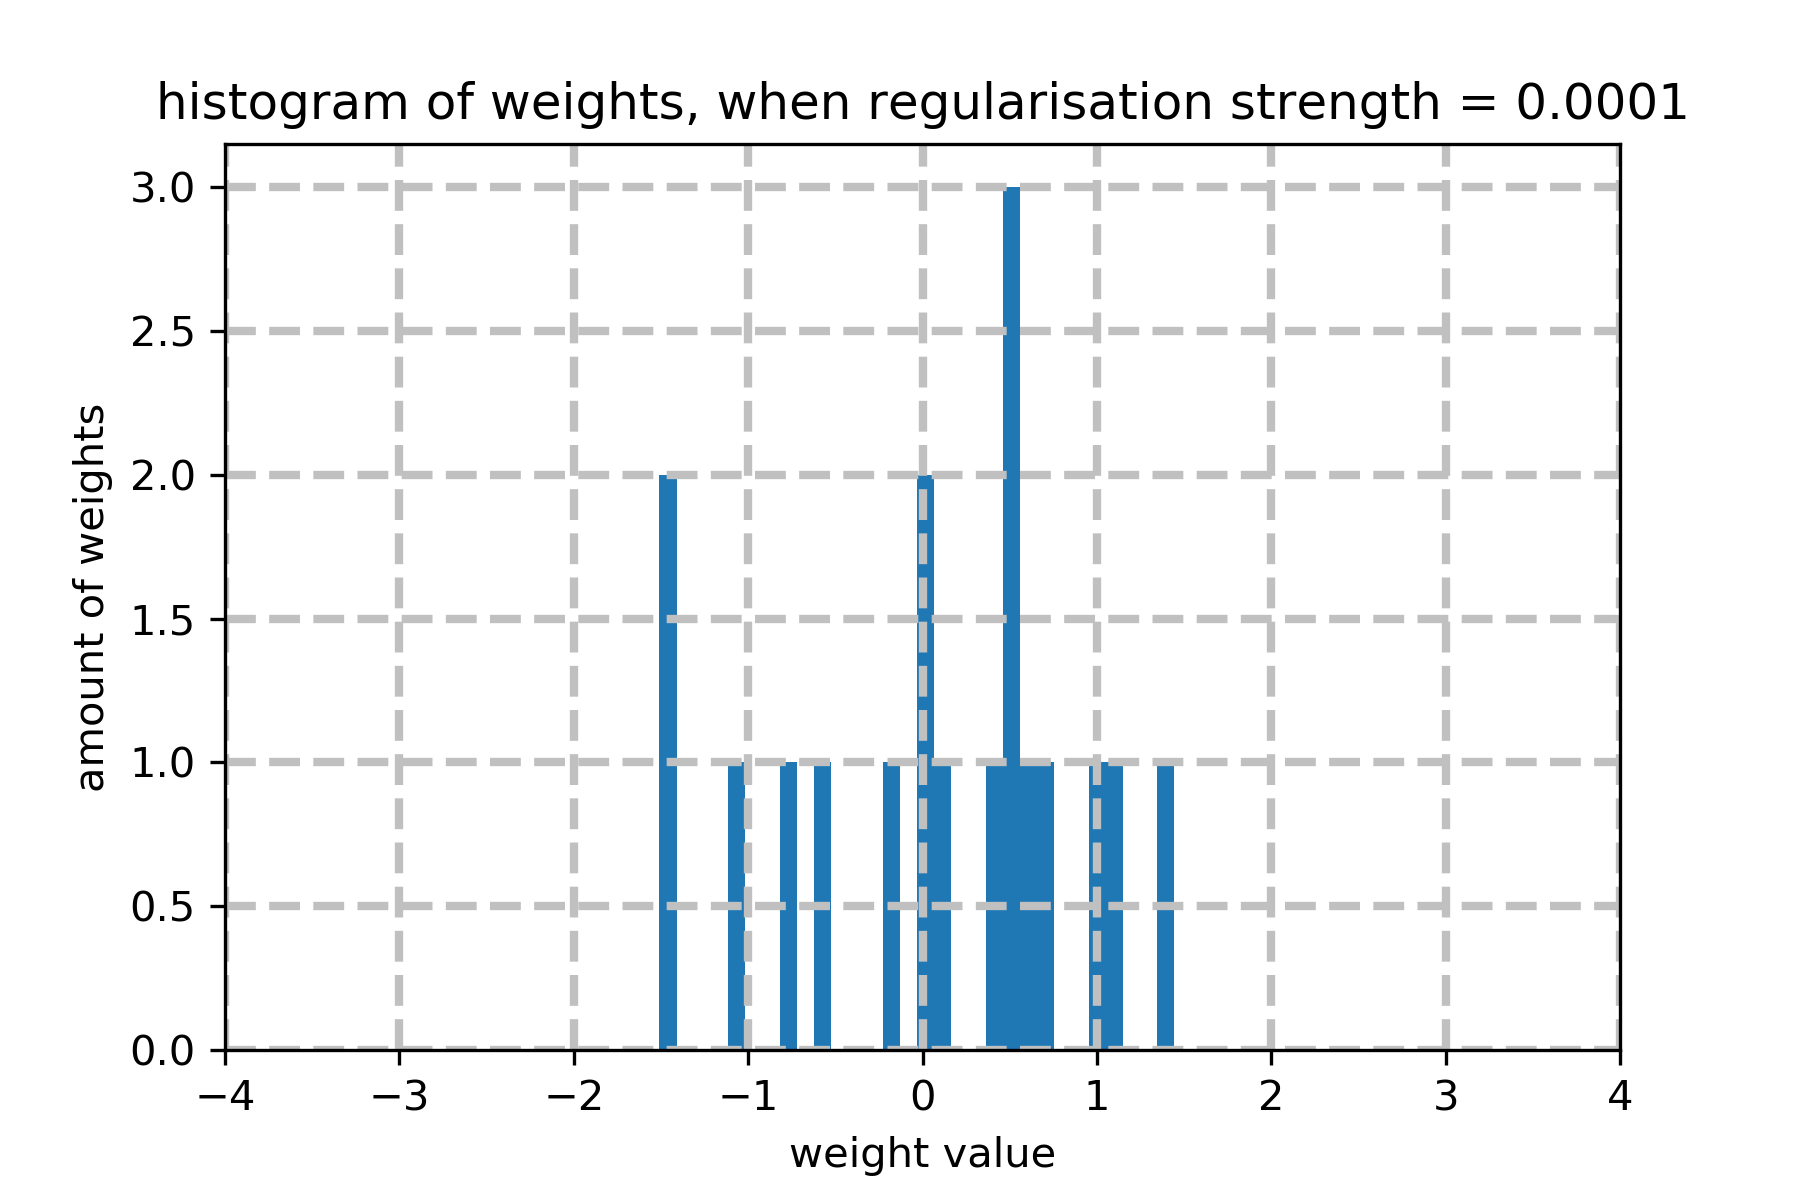 histogram of weights, when regularisation strength = 0.0001
3.0
2.5
2.0
1.5
1.0
0.5
0.0
amount of weights
−4 −3 −2 −1 0 1 2 3 4
weight value